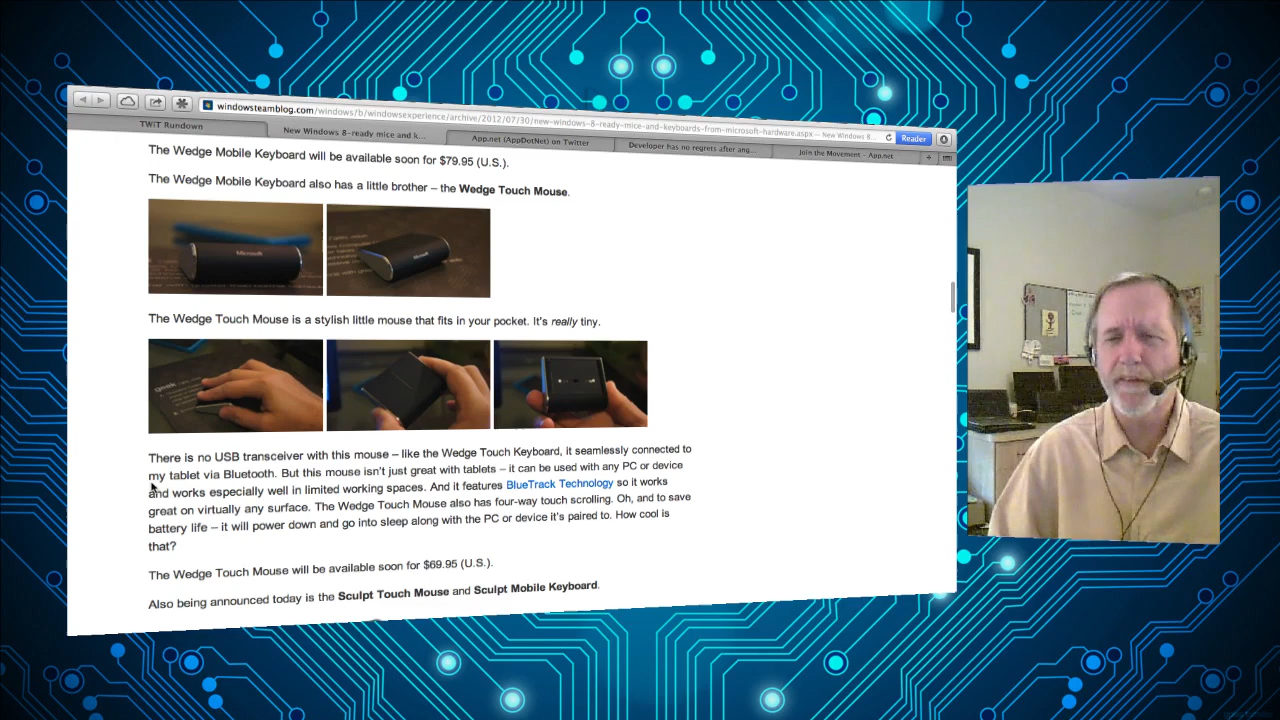 windowsteamblog.com/windows/b/windowsexperience/archive/2012/07/30/new-windows-8-ready-mice-and-keyboards-from-microsoft-hardware.aspx — New Windows 8...
Reader
TWiT Rundown
New Windows 8-ready mice and k...
App.net (AppDotNet) on Twitter
Developer has no regrets after ang...
Join the Movement - App.net
The Wedge Mobile Keyboard will be available soon for $79.95 (U.S.).
The Wedge Mobile Keyboard also has a little brother – the Wedge Touch Mouse.
Microsoft
Microsoft
The Wedge Touch Mouse is a stylish little mouse that fits in your pocket. It's really tiny.
geek
There is no USB transceiver with this mouse – like the Wedge Touch Keyboard, it seamlessly connected to
my tablet via Bluetooth. But this mouse isn't just great with tablets – it can be used with any PC or device
and works especially well in limited working spaces. And it features BlueTrack Technology so it works
great on virtually any surface. The Wedge Touch Mouse also has four-way touch scrolling. Oh, and to save
battery life – it will power down and go into sleep along with the PC or device it's paired to. How cool is
that?
The Wedge Touch Mouse will be available soon for $69.95 (U.S.).
Also being announced today is the Sculpt Touch Mouse and Sculpt Mobile Keyboard.